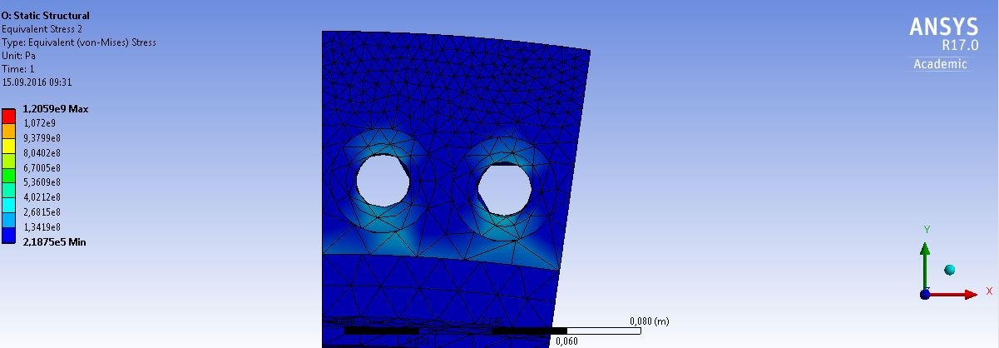 O: Static Structural
Equivalent Stress 2
Type: Equivalent (von-Mises) Stress
Unit: Pa
Time: 1
15.09.2016 09:31
1,2059e9 Max
1,072e9
9,3799e8
8,0402e8
6,7005e8
5,3609e8
4,0212e8
2,6815e8
1,3419e8
2,1875e5 Min
ANSYS
R17.0
Academic
Y
X
0,080 (m)
0,060